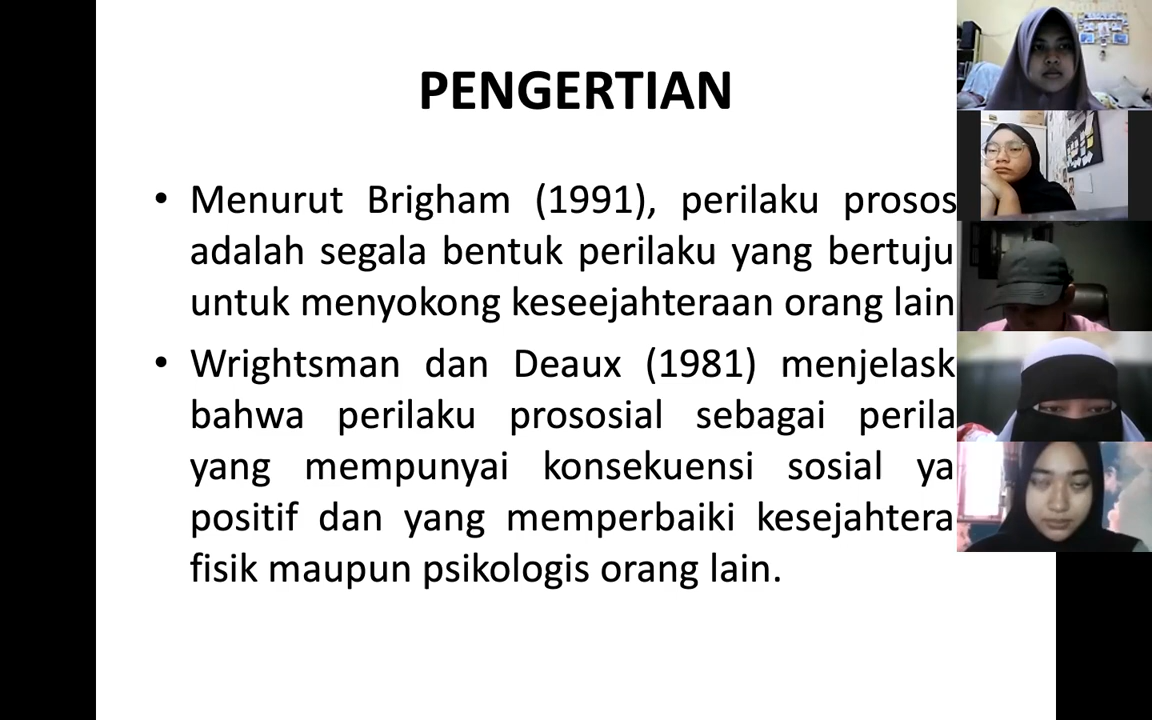 PENGERTIAN
• Menurut Brigham (1991), perilaku prosos
adalah segala bentuk perilaku yang bertuju
untuk menyokong keseejahteraan orang lain
• Wrightsman dan Deaux (1981) menjelask
bahwa perilaku prososial sebagai perila
yang mempunyai konsekuensi sosial ya
positif dan yang memperbaiki kesejahtera
fisik maupun psikologis orang lain.